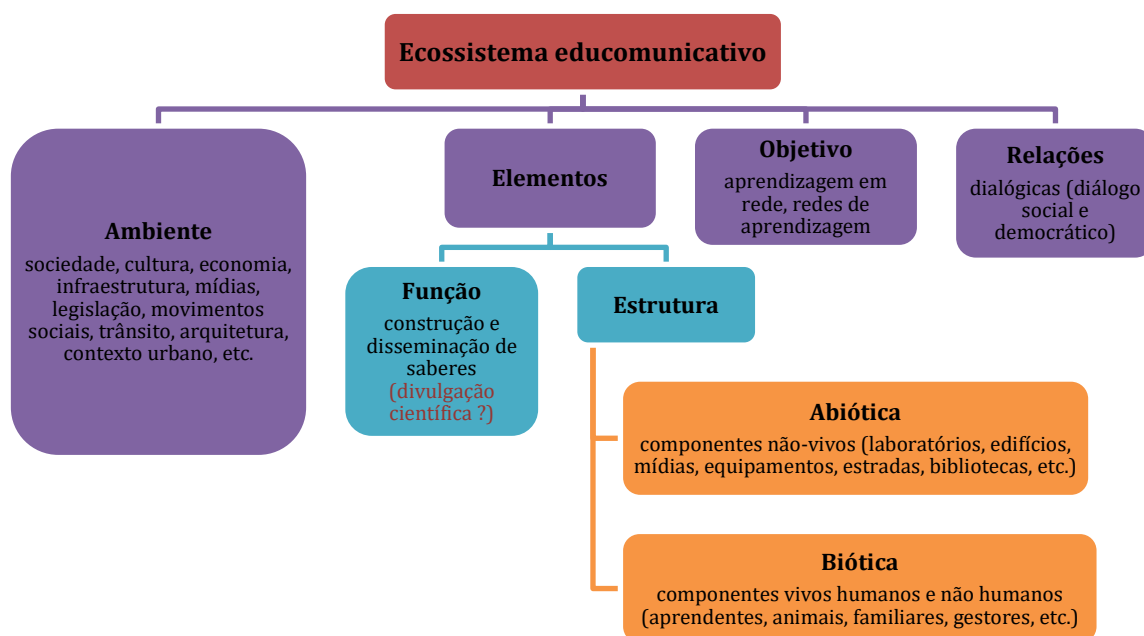 Ecossistema educomunicativo
Ambiente
sociedade, cultura, economia,
infraestrutura, mídias,
legislação, movimentos
sociais, trânsito, arquitetura,
contexto urbano, etc.
Elementos
Objetivo
aprendizagem em
rede, redes de
aprendizagem
Relações
dialógicas (diálogo
social e
democrático)
Função
construção e
disseminação de
saberes
(divulgação
científica ?)
Estrutura
Abiótica
componentes não-vivos (laboratórios, edifícios,
mídias, equipamentos, estradas, bibliotecas, etc.)
Biótica
componentes vivos humanos e não humanos
(aprendentes, animais, familiares, gestores, etc.)